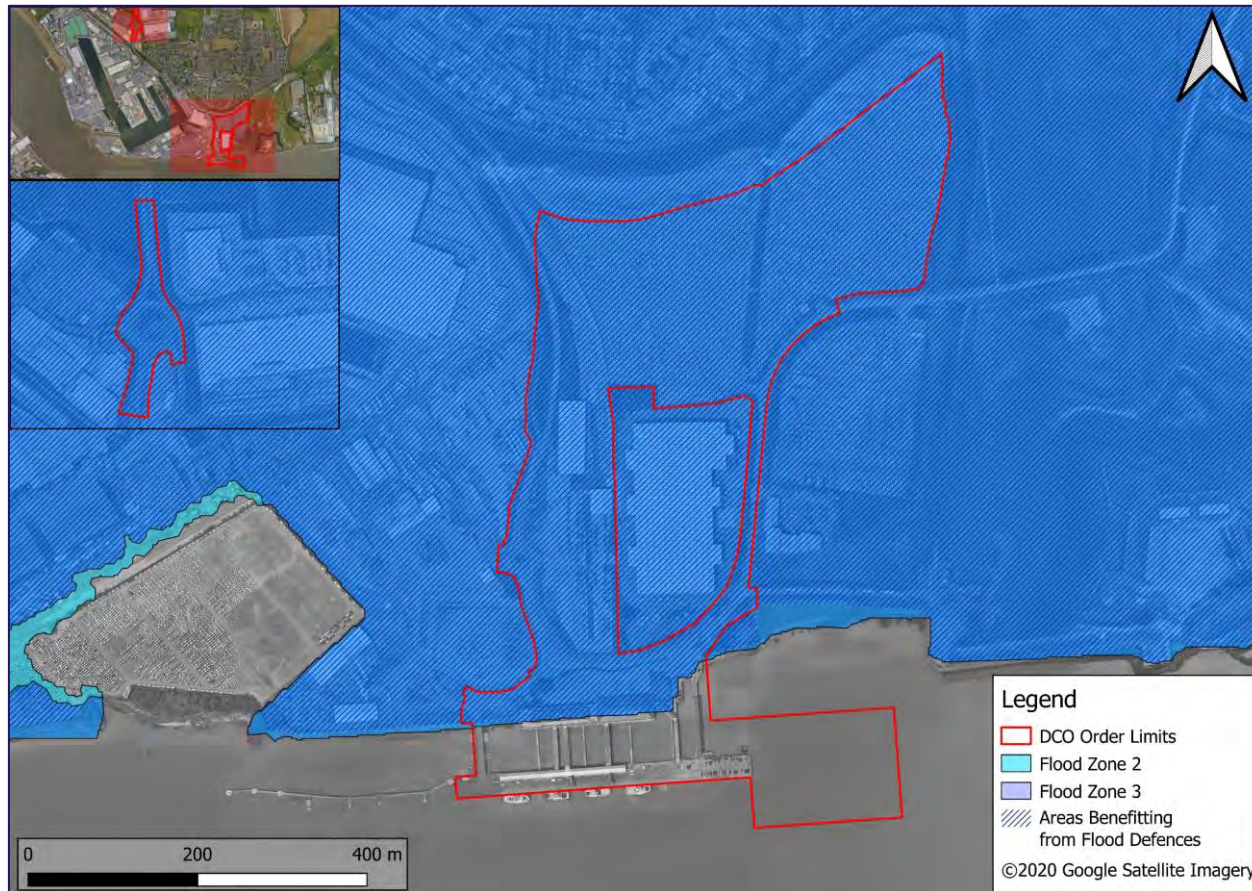 Legend
DCO Order Limits
Flood Zone 2
Flood Zone 3
Areas Benefitting
from Flood Defences
©2020 Google Satellite Imagery
0 200 400 m